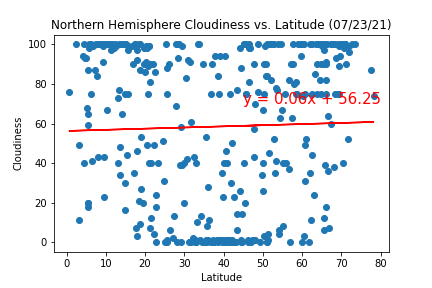 Northern Hemisphere Cloudiness vs. Latitude (07/23/21)
100
80
y = 0.06x + 56.25
60
40
20
0
Cloudiness
0 10 20 30 40 50 60 70 80
Latitude